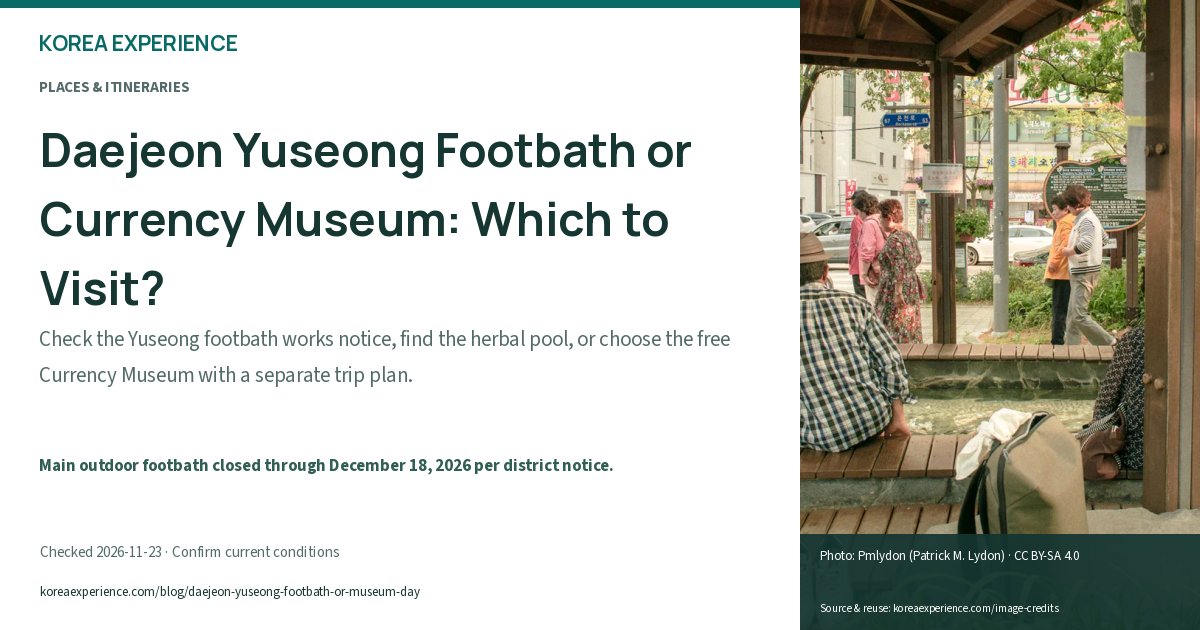 KOREA EXPERIENCE
PLACES & ITINERARIES
Daejeon Yuseong Footbath or
Currency Museum: Which to
Visit?
Check the Yuseong footbath works notice, find the herbal pool, or choose the free
Currency Museum with a separate trip plan.
Main outdoor footbath closed through December 18, 2026 per district notice.
Checked 2026-11-23 · Confirm current conditions
koreaexperience.com/blog/daejeon-yuseong-footbath-or-museum-day
온천로
Photo: Pmlydon (Patrick M. Lydon) · CC BY-SA 4.0
Source & reuse: koreaexperience.com/image-credits